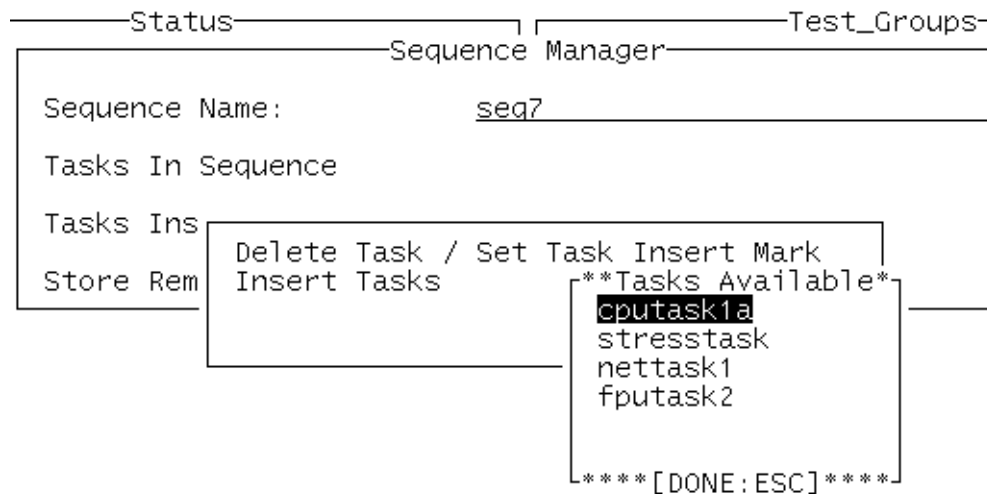 Status Test_Groups
Sequence Manager
Sequence Name: seq7
Tasks In Sequence
Tasks Ins
Delete Task / Set Task Insert Mark
Store Rem Insert Tasks **Tasks Available*
cputask1a
stresstask
nettask1
fputask2
****[DONE:ESC]****